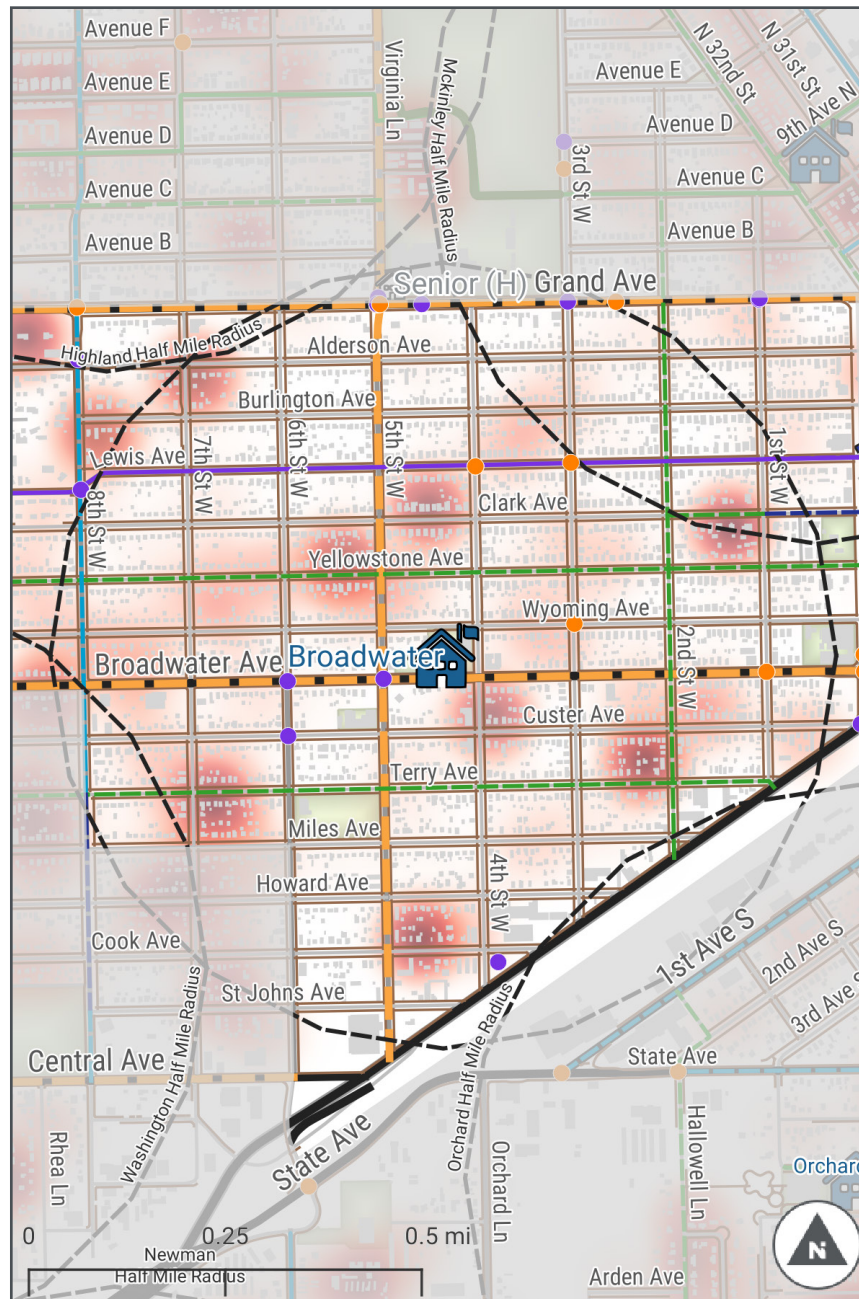 Avenue F
Avenue E
Avenue D
Avenue C
Avenue B
Virginia Ln
Mckinley Half Mile Radius
Avenue E
Avenue D
Avenue C
Avenue B
3rd St W
N 32nd St
N 31st St
9th Ave N
Senior (H)
Grand Ave
Highland Half Mile Radius
Alderson Ave
Burlington Ave
Lewis Ave
7th St W
6th St W
5th St W
1st St W
Clark Ave
8th St W
Yellowstone Ave
Wyoming Ave
Broadwater Ave
Broadwater
2nd St W
Custer Ave
Terry Ave
Miles Ave
Howard Ave
4th St W
Cook Ave
St Johns Ave
1st Ave S
2nd Ave S
3rd Ave S
Central Ave
State Ave
Washington Half Mile Radius
Orchard Half Mile Radius
Rhea Ln
State Ave
Orchard Ln
Hallowell Ln
Orchard
0 0.25 0.5 mi
Newman
Half Mile Radius
Arden Ave
N